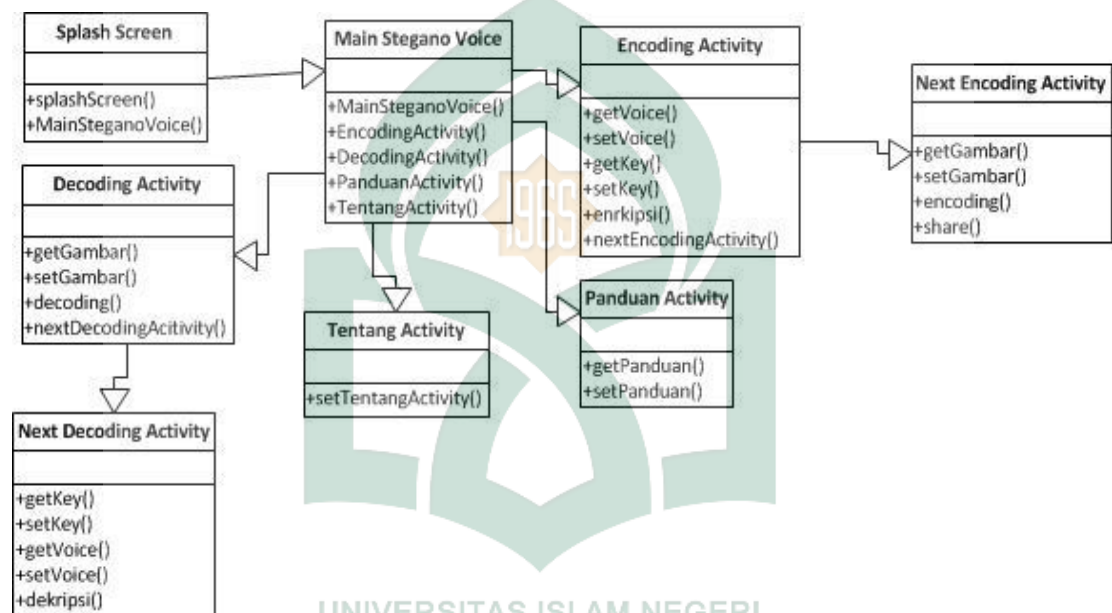 Splash Screen
+splashScreen()
+MainSteganoVoice()
Main Stegano Voice
+MainSteganoVoice()
+EncodingActivity()
+DecodingActivity()
+PanduanActivity()
+TentangActivity()
Encoding Activity
+getVoice()
+setVoice()
+getKey()
+setKey()
+enrkipsi()
+nextEncodingActivity()
Next Encoding Activity
+getGambar()
+setGambar()
+encoding()
+share()
Decoding Activity
+getGambar()
+setGambar()
+decoding()
+nextDecodingAcitivity()
Tentang Activity
+setTentangActivity()
Panduan Activity
+getPanduan()
+setPanduan()
Next Decoding Activity
+getKey()
+setKey()
+getVoice()
+setVoice()
+dekripsi()
1965
UNIVERSITAS ISLAM NEGERI